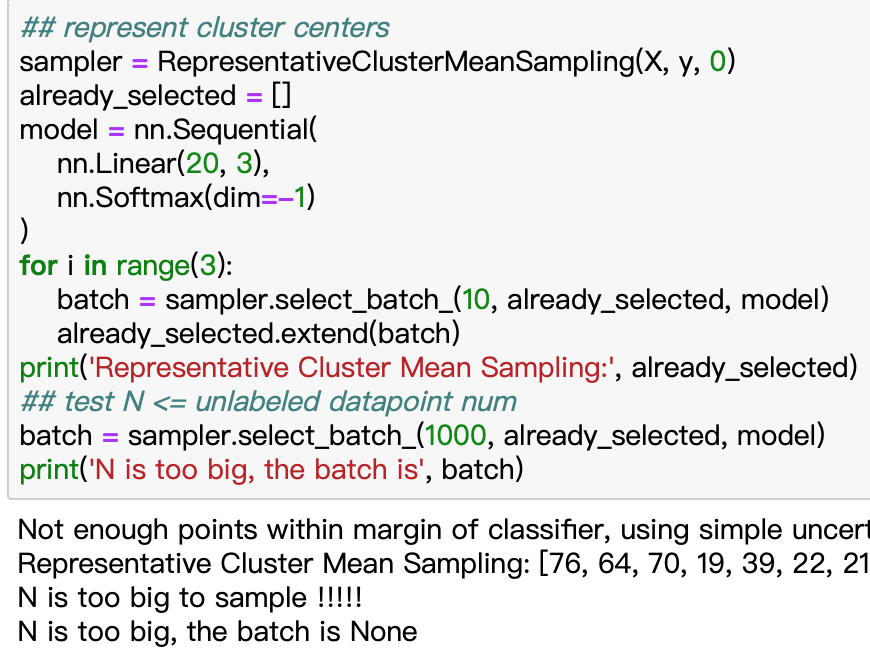 ## represent cluster centers
sampler = RepresentativeClusterMeanSampling(X, y, 0)
already_selected = []
model = nn.Sequential(
    nn.Linear(20, 3),
    nn.Softmax(dim=-1)
)
for i in range(3):
    batch = sampler.select_batch_(10, already_selected, model)
    already_selected.extend(batch)
print('Representative Cluster Mean Sampling:', already_selected)
## test N <= unlabeled datapoint num
batch = sampler.select_batch_(1000, already_selected, model)
print('N is too big, the batch is', batch)
Not enough points within margin of classifier, using simple uncert
Representative Cluster Mean Sampling: [76, 64, 70, 19, 39, 22, 21
N is too big to sample !!!!!
N is too big, the batch is None